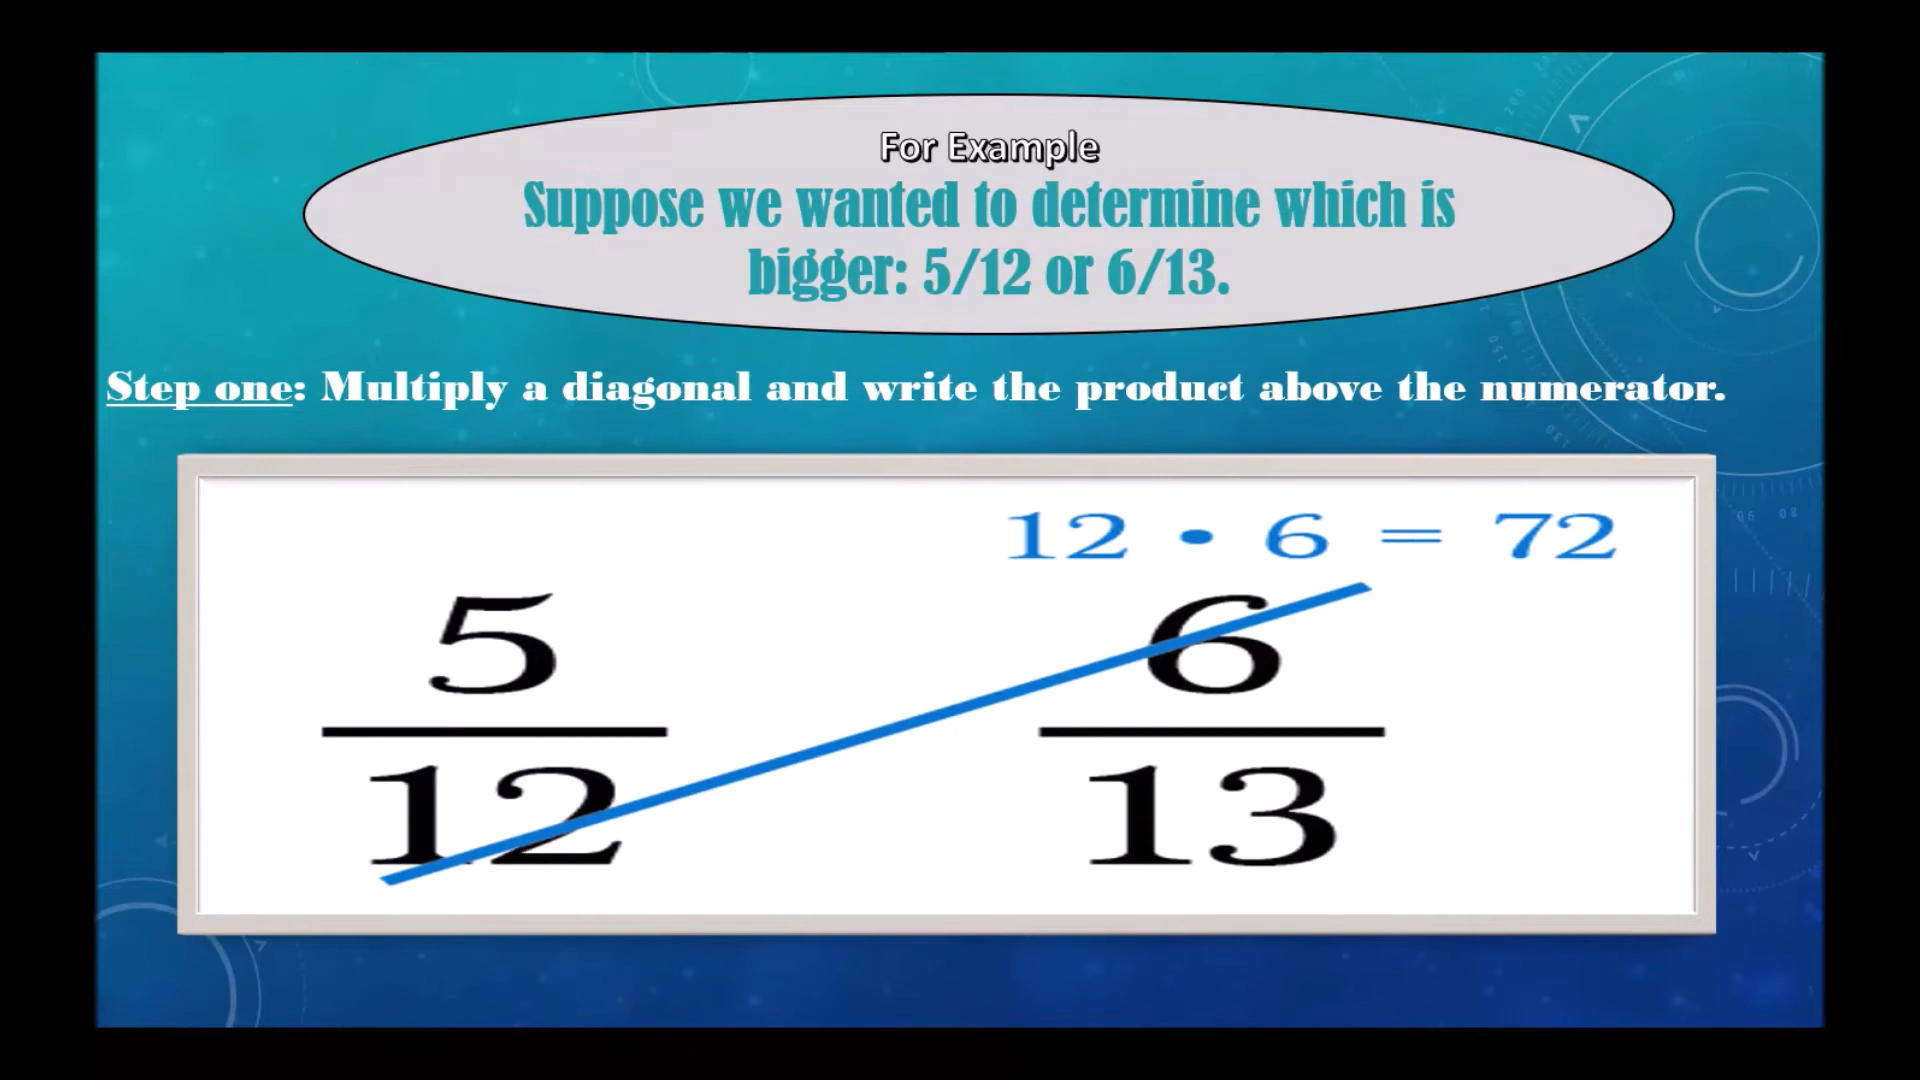 For Example
Suppose we wanted to determine which is
bigger: 5/12 or 6/13.
Step one: Multiply a diagonal and write the product above the numerator.
12 • 6 = 72
5
12
6
13